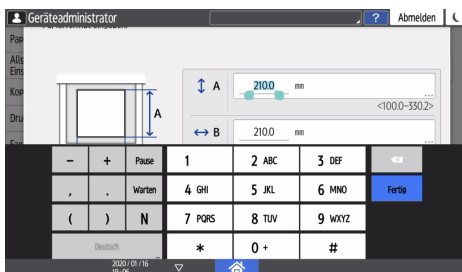 Geräteadministrator
?
Abmelden
Pap
Allg
Eins
Kop
Dru
A
A
210.0 mm
<100.0~330.2>
B
210.0 mm
- + Pause 1 2 ABC 3 DEF
, . Warten 4 GHI 5 JKL 6 MNO Fertig
( ) N 7 PQRS 8 TUV 9 WXYZ
Deutsch * 0 + #
2020/01/16